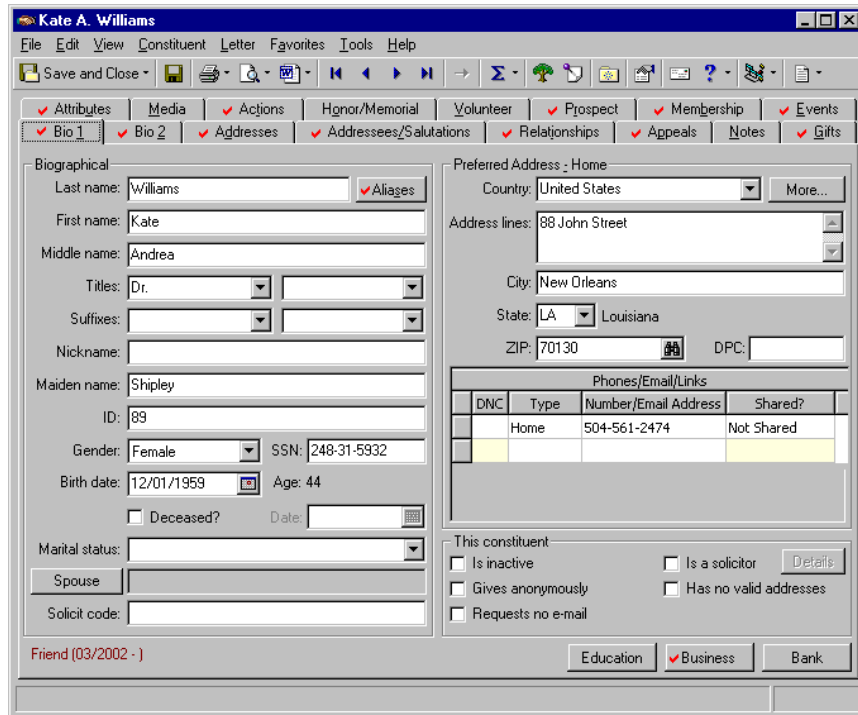 Kate A. Williams
File Edit View Constituent Letter Favorites Tools Help
Save and Close
Attributes Media Actions Honor/Memorial Volunteer Prospect Membership Events
Bio 1 Bio 2 Addresses Addressees/Salutations Relationships Appeals Notes Gifts
Biographical
Last name: Williams Aliases
First name: Kate
Middle name: Andrea
Titles: Dr.
Suffixes:
Nickname:
Maiden name: Shipley
ID: 89
Gender: Female SSN: 248-31-5932
Birth date: 12/01/1959 Age: 44
Deceased? Date:
Marital status:
Spouse
Solicit code:
Preferred Address - Home
Country: United States More...
Address lines: 88 John Street
City: New Orleans
State: LA Louisiana
ZIP: 70130 DPC:
Phones/Email/Links
DNC Type Number/Email Address Shared?
Home 504-561-2474 Not Shared
This constituent
Is inactive Is a solicitor Details
Gives anonymously Has no valid addresses
Requests no e-mail
Friend (03/2002 - )
Education Business Bank